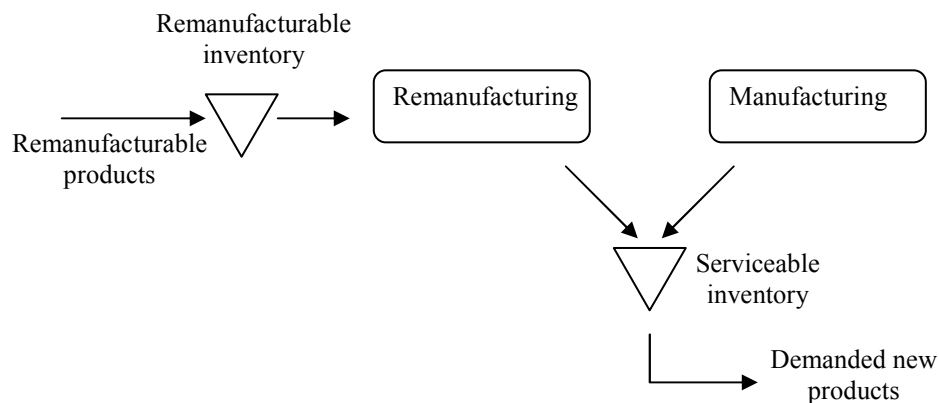 Remanufacturable
inventory
Remanufacturing
Manufacturing
Remanufacturable
products
Serviceable
inventory
Demanded new
products